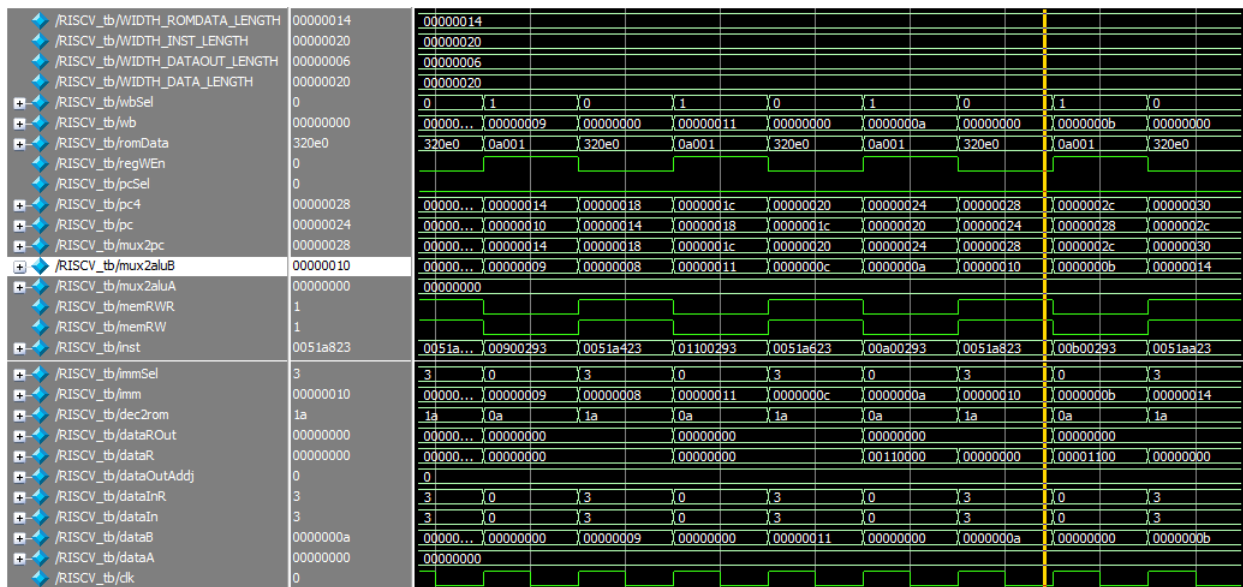 /RISCV_tb/WIDTH_ROMDATA_LENGTH 00000014 00000014
/RISCV_tb/WIDTH_INST_LENGTH 00000020 00000020
/RISCV_tb/WIDTH_DATAOUT_LENGTH 00000006 00000006
/RISCV_tb/WIDTH_DATA_LENGTH 00000020 00000020
/RISCV_tb/wbSel 0 0 1 0 1 0 1 0 1 0
/RISCV_tb/wb 00000000 00000... 00000009 00000000 00000011 00000000 0000000a 00000000 0000000b 00000000
/RISCV_tb/romData 320e0 320e0 0a001 320e0 0a001 320e0 0a001 320e0 0a001 320e0
/RISCV_tb/regWEn 0
/RISCV_tb/pcSel 0
/RISCV_tb/pc4 00000028 00000... 00000014 00000018 0000001c 00000020 00000024 00000028 0000002c 00000030
/RISCV_tb/pc 00000024 00000... 00000010 00000014 00000018 0000001c 00000020 00000024 00000028 0000002c
/RISCV_tb/mux2pc 00000028 00000... 00000014 00000018 0000001c 00000020 00000024 00000028 0000002c 00000030
/RISCV_tb/mux2aluB 00000010 00000... 00000009 00000008 00000011 0000000c 0000000a 00000010 0000000b 00000014
/RISCV_tb/mux2aluA 00000000 00000000
/RISCV_tb/memRWR 1
/RISCV_tb/memRW 1
/RISCV_tb/inst 0051a823 0051a... 00900293 0051a423 01100293 0051a623 00a00293 0051a823 00b00293 0051aa23
/RISCV_tb/immSel 3 3 0 3 0 3 0 3 0 3
/RISCV_tb/imm 00000010 00000... 00000009 00000008 00000011 0000000c 0000000a 00000010 0000000b 00000014
/RISCV_tb/dec2rom 1a 1a 0a 1a 0a 1a 0a 1a 0a 1a
/RISCV_tb/dataROut 00000000 00000... 00000000 00000000 00000000 00000000
/RISCV_tb/dataR 00000000 00000... 00000000 00000000 00110000 00000000 00001100 00000000
/RISCV_tb/dataOutAddj 0 0
/RISCV_tb/dataInR 3 3 0 3 0 3 0 3 0 3
/RISCV_tb/dataIn 3 3 0 3 0 3 0 3 0 3
/RISCV_tb/dataB 0000000a 00000... 00000000 00000009 00000000 00000011 00000000 0000000a 00000000 0000000b
/RISCV_tb/dataA 00000000 00000000
/RISCV_tb/clk 0